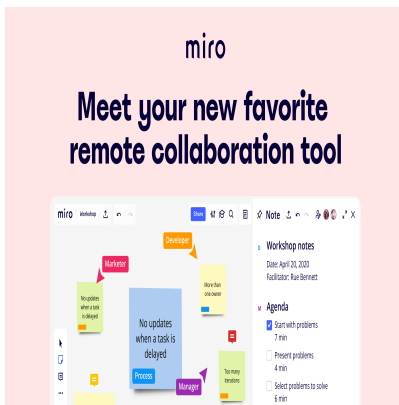 miro
Meet your new favorite
remote collaboration tool
miro
Workshop
Share
Note
Developer
Marketer
No updates
when a task
is delayed
More than
one owner
No updates
when a task is
delayed
Process
Manager
Too many
iterations
Workshop notes
Date: April 20, 2020
Facilitator: Rue Bennett
M
Agenda
Start with problems
7 min
Present problems
4 min
Select problems to solve
6 min